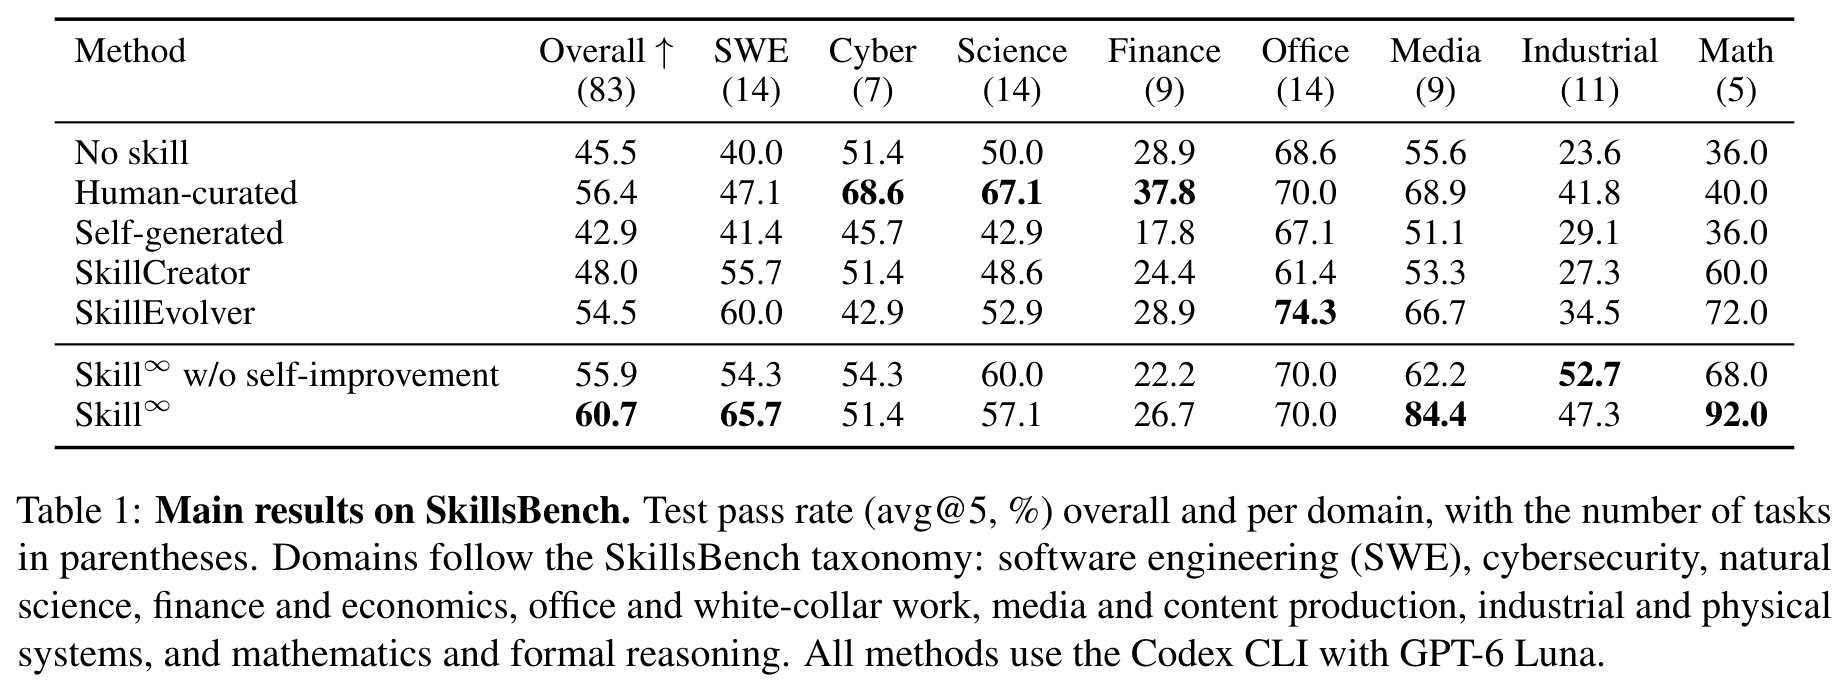 Method Overall ↑ SWE Cyber Science Finance Office Media Industrial Math
(83) (14) (7) (14) (9) (14) (9) (11) (5)
No skill 45.5 40.0 51.4 50.0 28.9 68.6 55.6 23.6 36.0
Human-curated 56.4 47.1 68.6 67.1 37.8 70.0 68.9 41.8 40.0
Self-generated 42.9 41.4 45.7 42.9 17.8 67.1 51.1 29.1 36.0
SkillCreator 48.0 55.7 51.4 48.6 24.4 61.4 53.3 27.3 60.0
SkillEvolver 54.5 60.0 42.9 52.9 28.9 74.3 66.7 34.5 72.0
Skill∞ w/o self-improvement 55.9 54.3 54.3 60.0 22.2 70.0 62.2 52.7 68.0
Skill∞ 60.7 65.7 51.4 57.1 26.7 70.0 84.4 47.3 92.0
Table 1: Main results on SkillsBench. Test pass rate (avg@5, %) overall and per domain, with the number of tasks
in parentheses. Domains follow the SkillsBench taxonomy: software engineering (SWE), cybersecurity, natural
science, finance and economics, office and white-collar work, media and content production, industrial and physical
systems, and mathematics and formal reasoning. All methods use the Codex CLI with GPT-6 Luna.